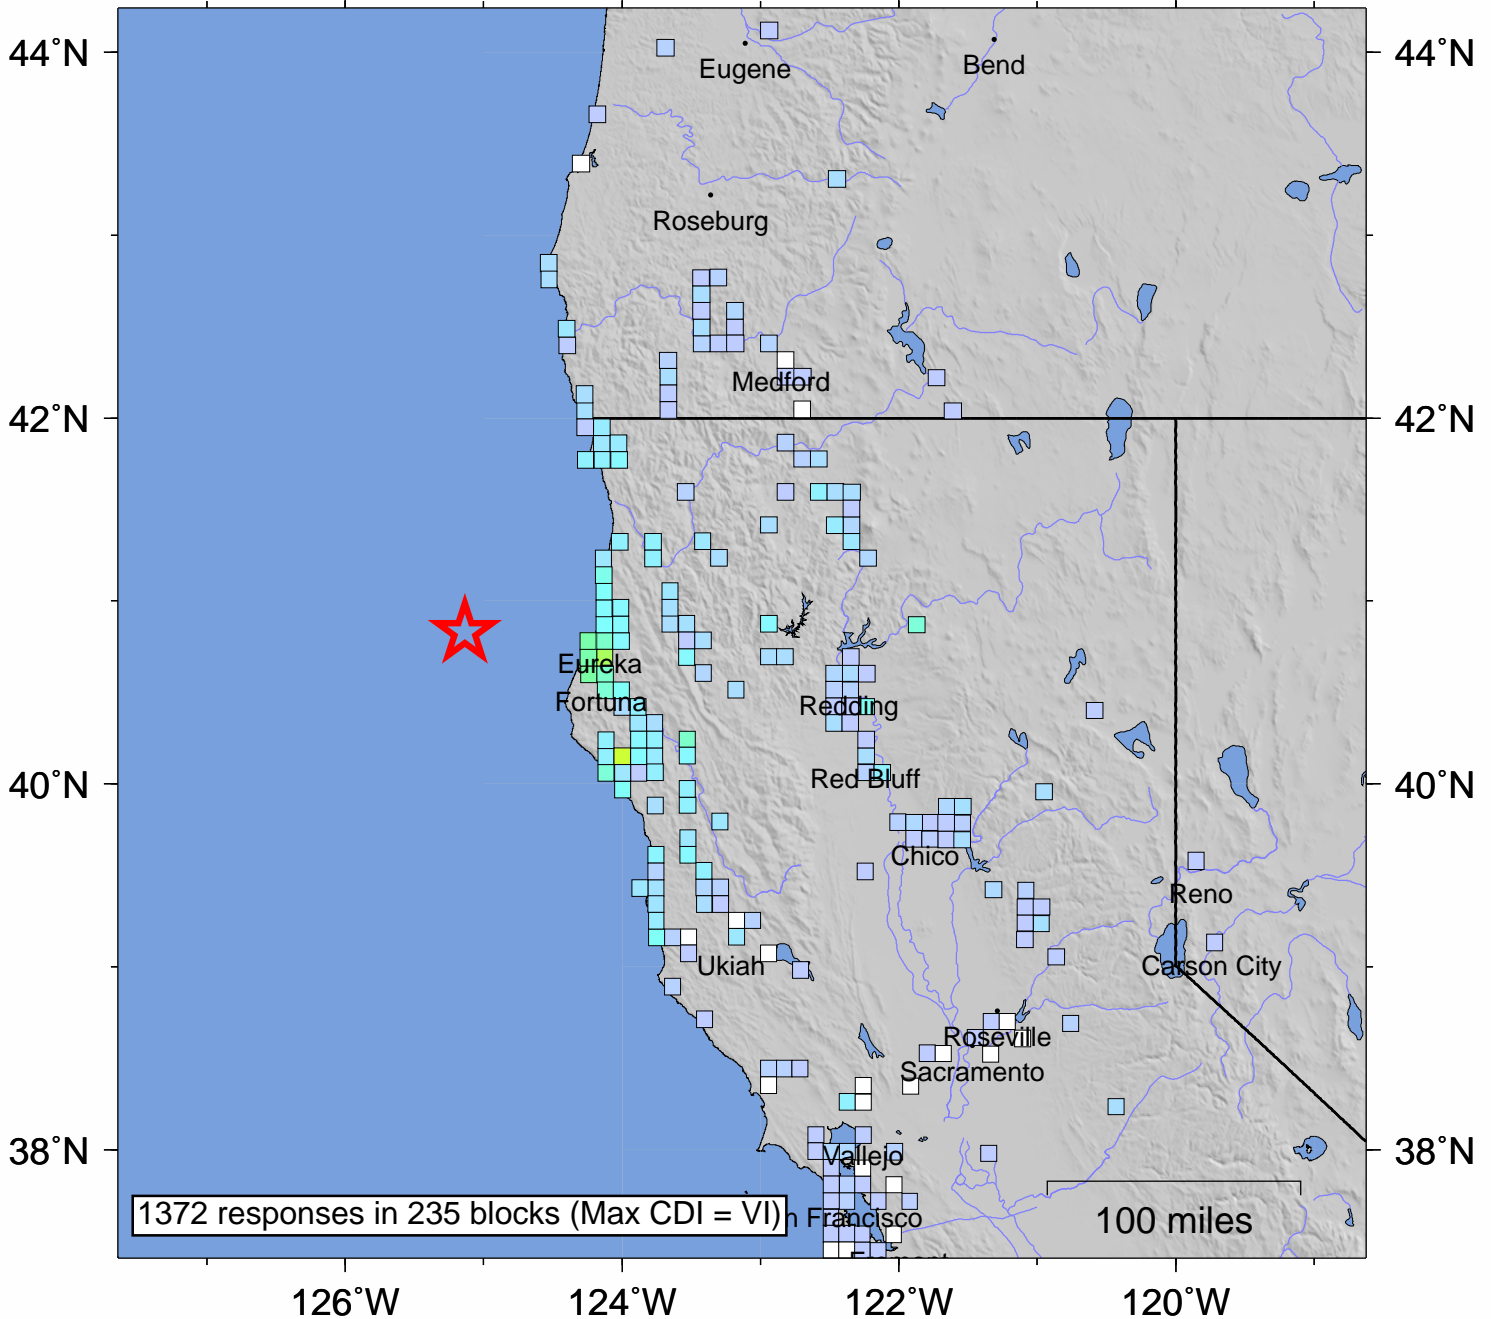 44°N
44°N
Eugene
Bend
Roseburg
Medford
42°N
42°N
Eureka
Fortuna
Redding
40°N
40°N
Red Bluff
Chico
Reno
Ukiah
Carson City
Roseville
Sacramento
38°N
38°N
Vallejo
1372 responses in 235 blocks (Max CDI = VI)
n Francisco
100 miles
126°W
124°W
122°W
120°W